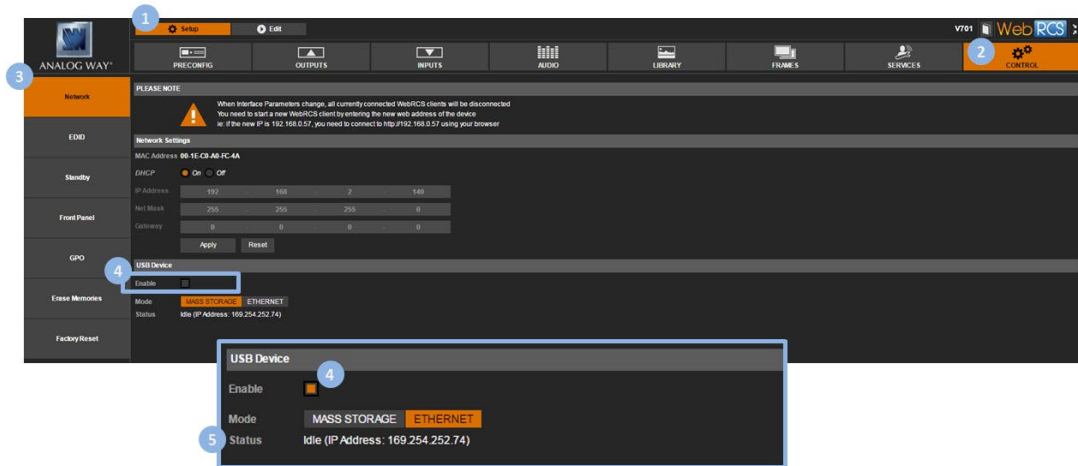 1
Setup
Edit
V701
Web RCS
ANALOG WAY®
PRECONFIG
OUTPUTS
INPUTS
AUDIO
LIBRARY
FRAMES
SERVICES
2
CONTROL
3
Network
EDID
Standby
Front Panel
GPO
Erase Memories
Factory Reset
PLEASE NOTE
When Interface Parameters change, all currently connected WebRCS clients will be disconnected
You need to start a new WebRCS client by entering the new web address of the device
ie: if the new IP is 192.168.0.57, you need to connect to http://192.168.0.57 using your browser
Network Settings
MAC Address 00-1E-C0-A0-FC-4A
DHCP On Off
IP Address 192 . 168 . 2 . 140
Net Mask 255 . 255 . 255 . 0
Gateway 0 . 0 . 0 . 0
Apply Reset
USB Device
4
Enable
Mode MASS STORAGE ETHERNET
Status Idle (IP Address: 169.254.252.74)
USB Device
Enable 4
Mode MASS STORAGE ETHERNET
5 Status Idle (IP Address: 169.254.252.74)